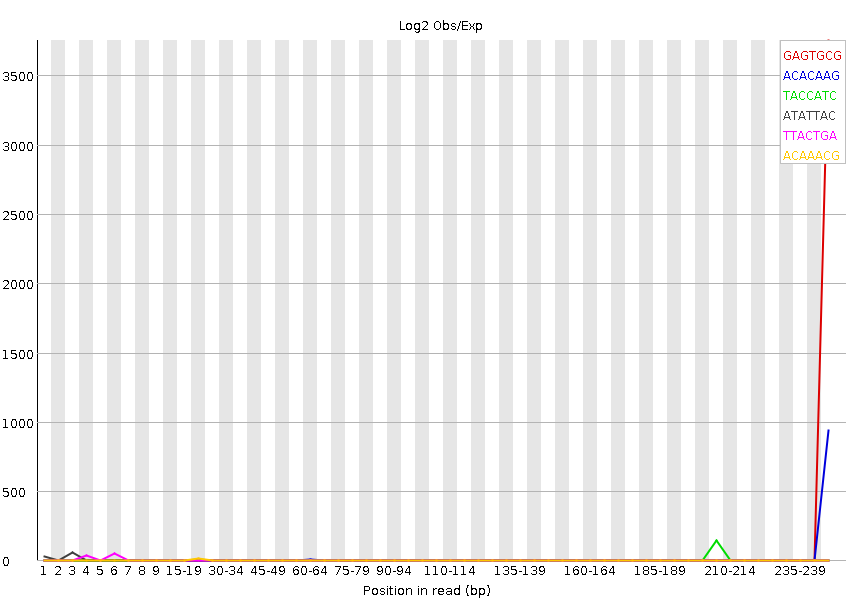 Log2 Obs/Exp
GAGTGCG
ACACAAG
TACCATC
ATATTAC
TTACTGA
ACAAACG
3500
3000
2500
2000
1500
1000
500
0
1 2 3 4 5 6 7 8 9 15-19 30-34 45-49 60-64 75-79 90-94 110-114 135-139 160-164 185-189 210-214 235-239
Position in read (bp)